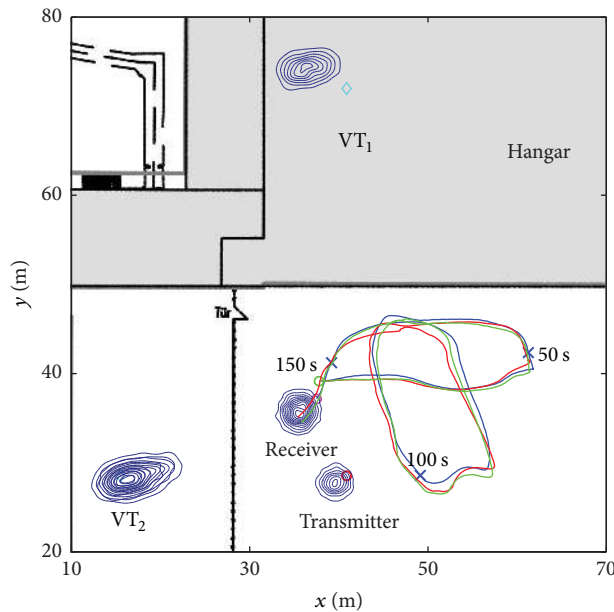 80
VT1
Hangar
60
y (m)
Tür
150 s
50 s
40
Receiver
100 s
VT2
Transmitter
20
10
30
50
70
x (m)